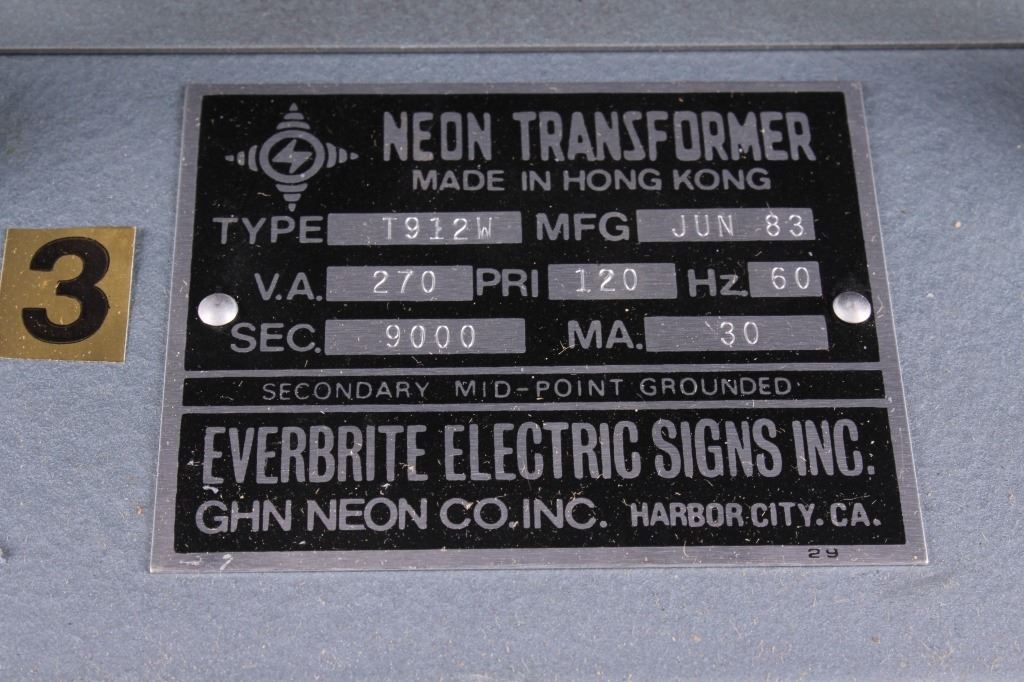 NEON TRANSFORMER
MADE IN HONG KONG
TYPE T912W MFG JUN 83
V.A. 270 PRI 120 Hz. 60
SEC. 9000 MA. 30
SECONDARY MID-POINT GROUNDED
EVERBRITE ELECTRIC SIGNS INC.
GHN NEON CO. INC. HARBOR CITY. CA.
29
3